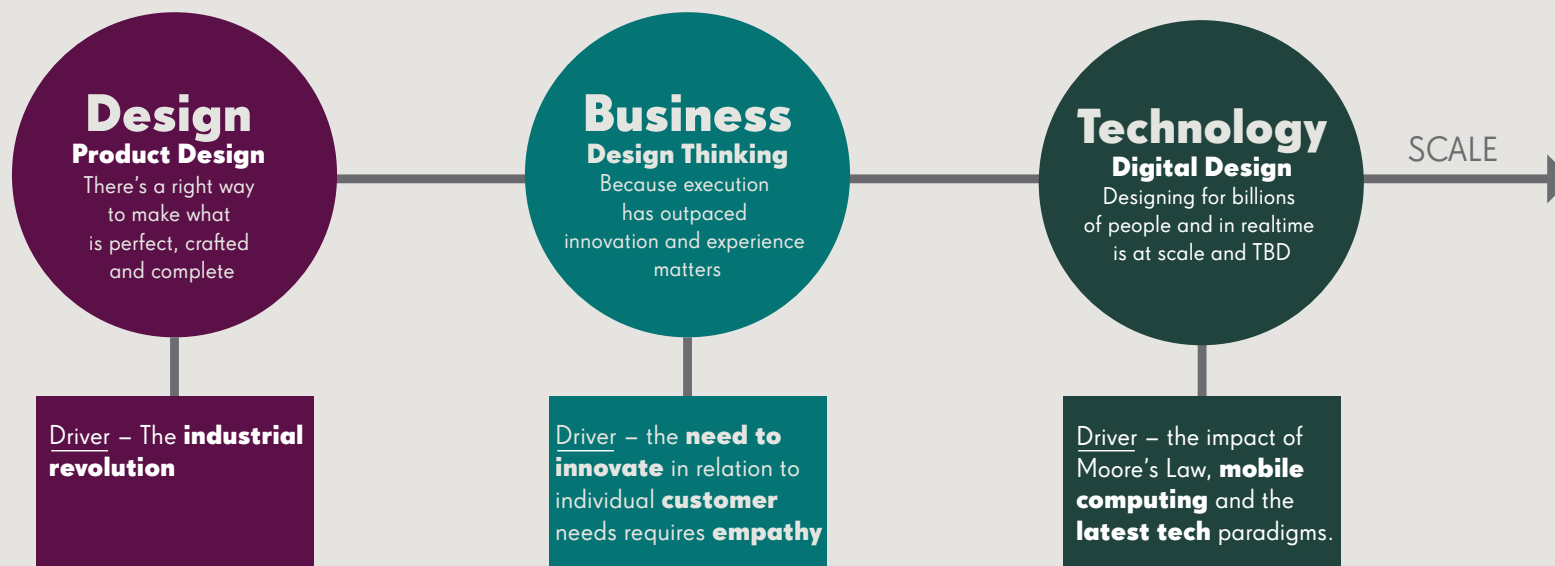 Design
Product Design
There's a right way
to make what
is perfect, crafted
and complete
Business
Design Thinking
Because execution
has outpaced
innovation and experience
matters
Technology
Digital Design
Designing for billions
of people and in realtime
is at scale and TBD
SCALE
Driver – The industrial
revolution
Driver – the need to
innovate in relation to
individual customer
needs requires empathy
Driver – the impact of
Moore's Law, mobile
computing and the
latest tech paradigms.